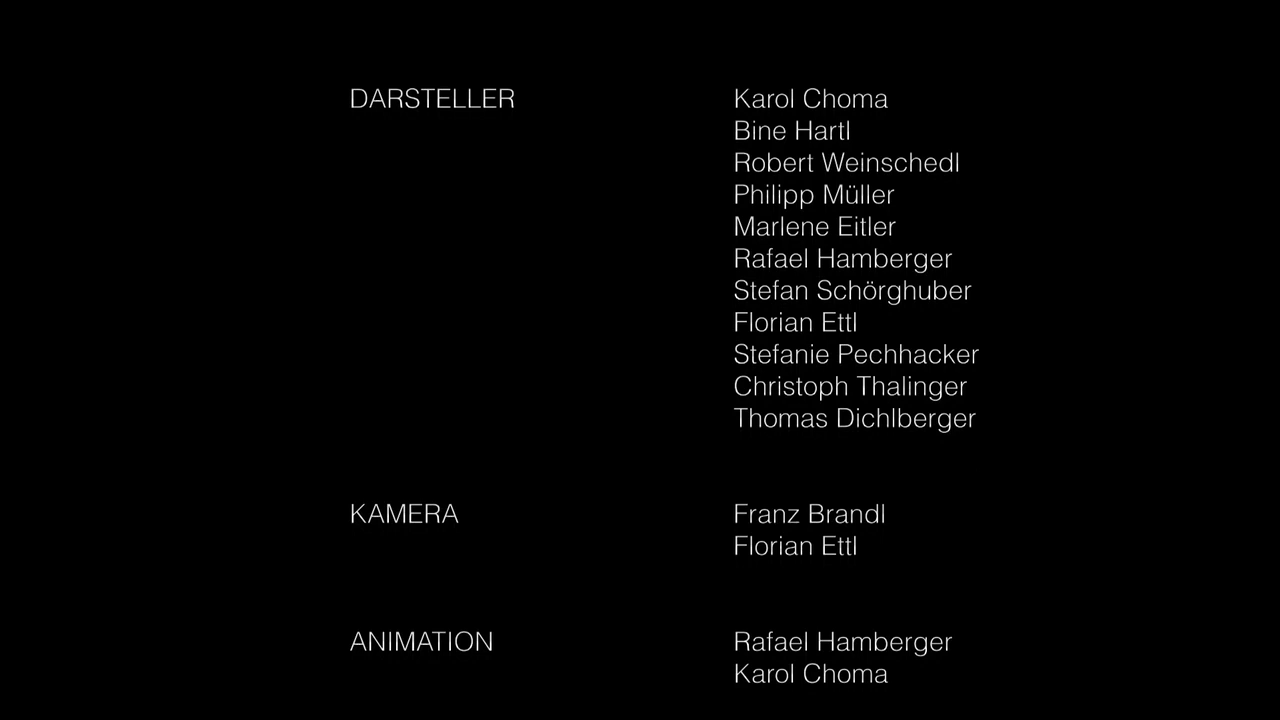 DARSTELLER Karol Choma
Bine Hartl
Robert Weinschedl
Philipp Müller
Marlene Eitler
Rafael Hamberger
Stefan Schörghuber
Florian Ettl
Stefanie Pechhacker
Christoph Thalinger
Thomas Dichlberger
KAMERA Franz Brandl
Florian Ettl
ANIMATION Rafael Hamberger
Karol Choma